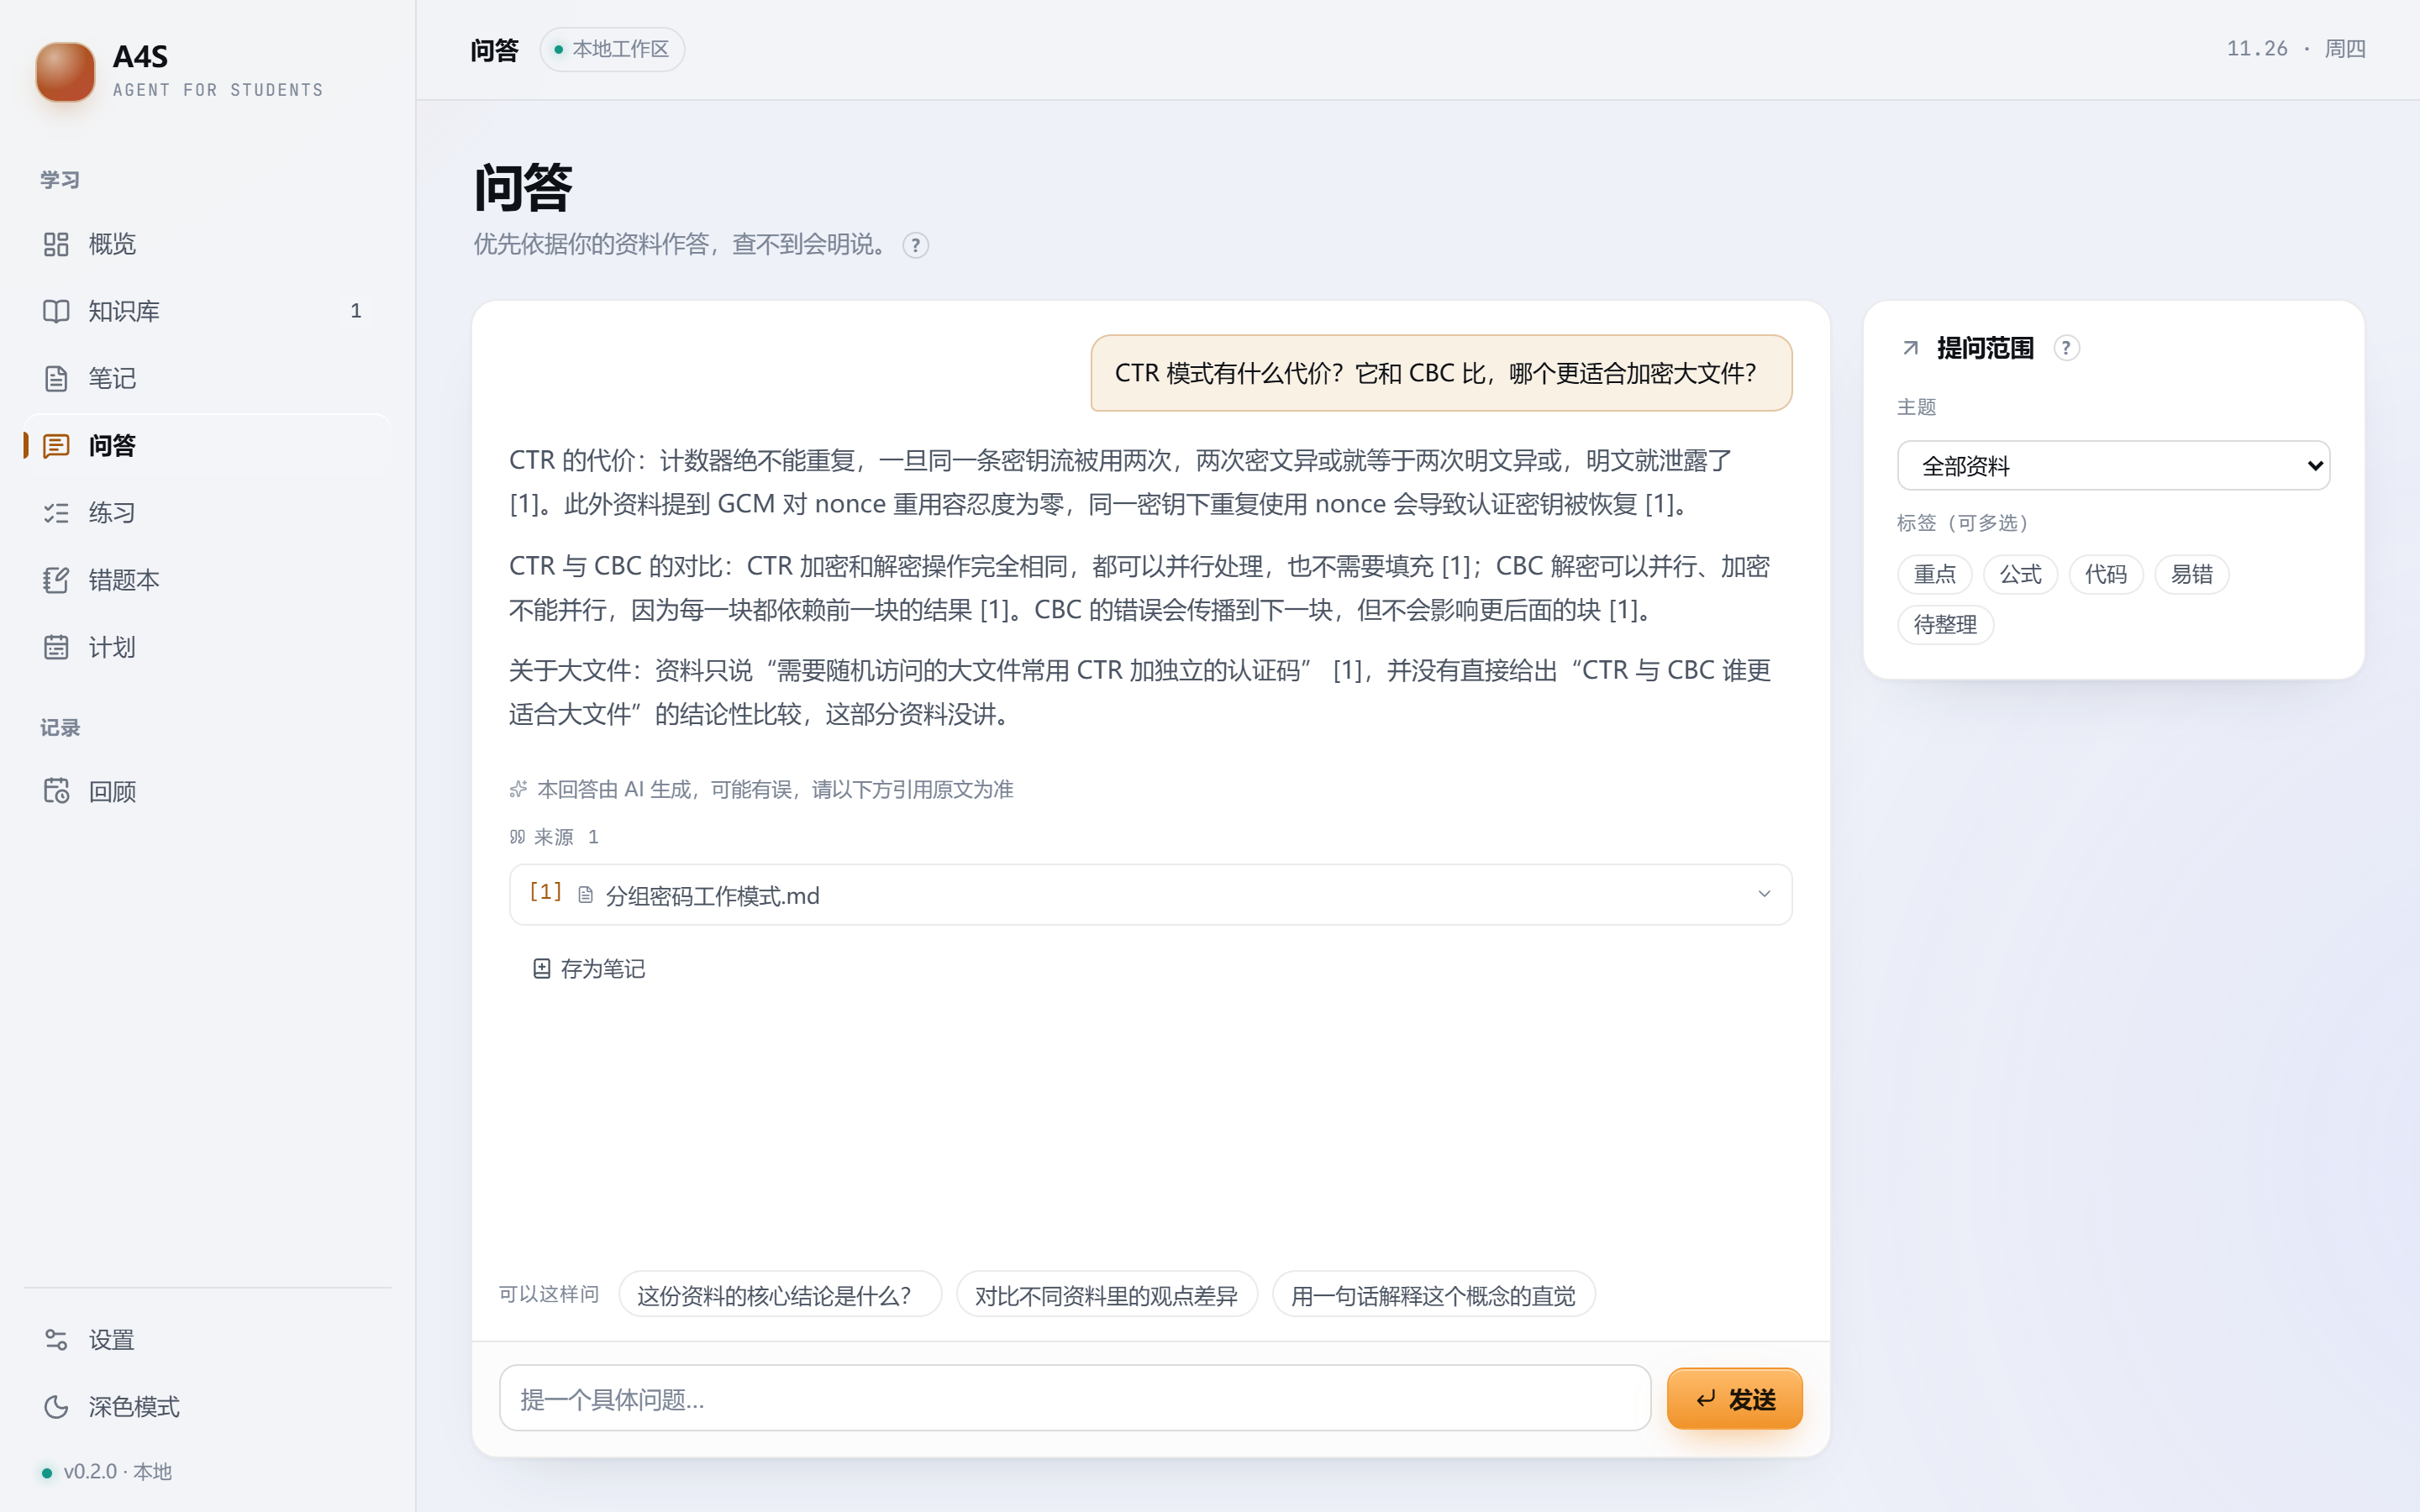 A4S
AGENT FOR STUDENTS
学习
概览
知识库 1
笔记
问答
练习
错题本
计划
记录
回顾
设置
深色模式
v0.2.0 · 本地
问答 本地工作区 11.26 · 周四
问答
优先依据你的资料作答，查不到会明说。 ?
CTR 模式有什么代价？它和 CBC 比，哪个更适合加密大文件？
CTR 的代价：计数器绝不能重复，一旦同一条密钥流被用两次，两次密文异或就等于两次明文异或，明文就泄露了
[1]。此外资料提到 GCM 对 nonce 重用容忍度为零，同一密钥下重复使用 nonce 会导致认证密钥被恢复 [1]。
CTR 与 CBC 的对比：CTR 加密和解密操作完全相同，都可以并行处理，也不需要填充 [1]；CBC 解密可以并行、加密
不能并行，因为每一块都依赖前一块的结果 [1]。CBC 的错误会传播到下一块，但不会影响更后面的块 [1]。
关于大文件：资料只说“需要随机访问的大文件常用 CTR 加独立的认证码” [1]，并没有直接给出“CTR 与 CBC 谁更
适合大文件”的结论性比较，这部分资料没讲。
本回答由 AI 生成，可能有误，请以下方引用原文为准
来源 1
[1] 分组密码工作模式.md
存为笔记
可以这样问 这份资料的核心结论是什么？ 对比不同资料里的观点差异 用一句话解释这个概念的直觉
提一个具体问题... 发送
提问范围 ?
主题
全部资料
标签（可多选）
重点 公式 代码 易错
待整理